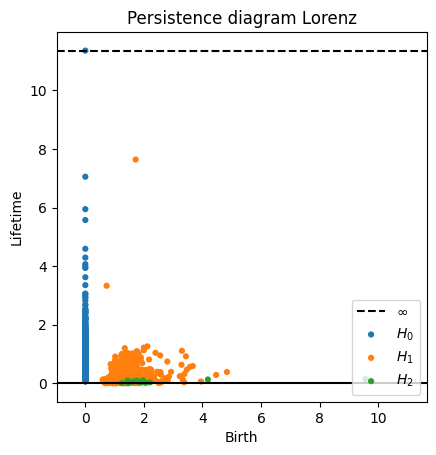 Persistence diagram Lorenz
Lifetime
10
8
6
4
2
0
∞
H₀
H₁
H₂
0 2 4 6 8 10
Birth